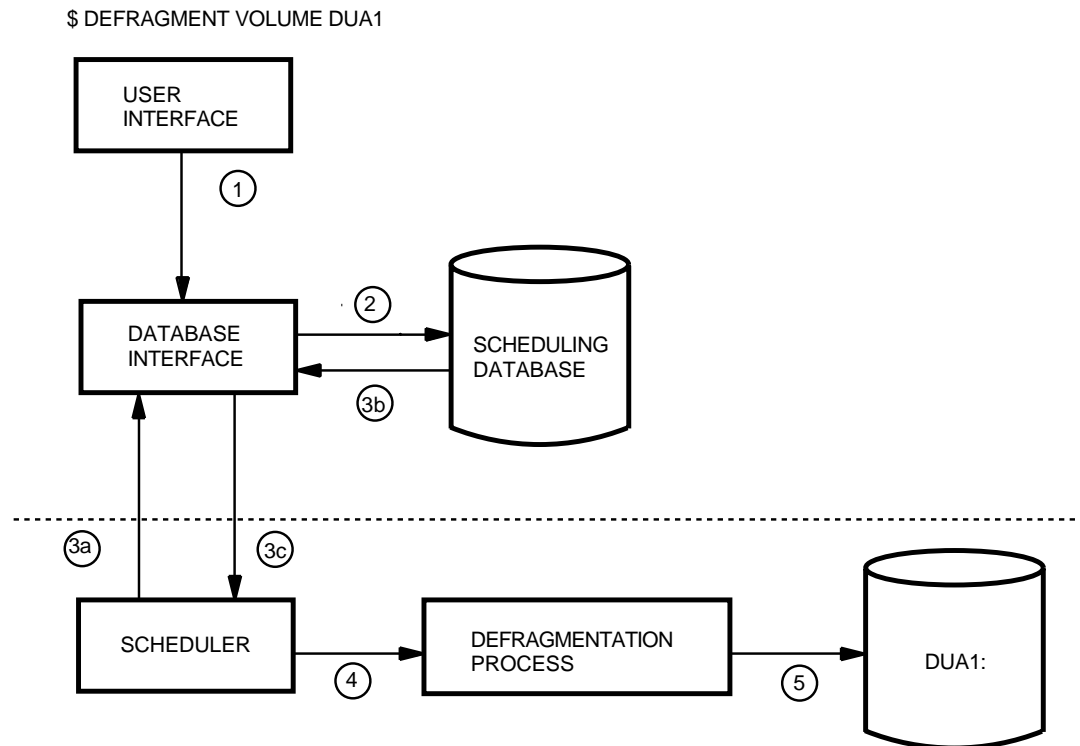 $ DEFRAGMENT VOLUME DUA1
USER
INTERFACE
1
2
DATABASE
INTERFACE
SCHEDULING
DATABASE
3b
3a
3c
SCHEDULER
DEFRAGMENTATION
PROCESS
DUA1:
4
5